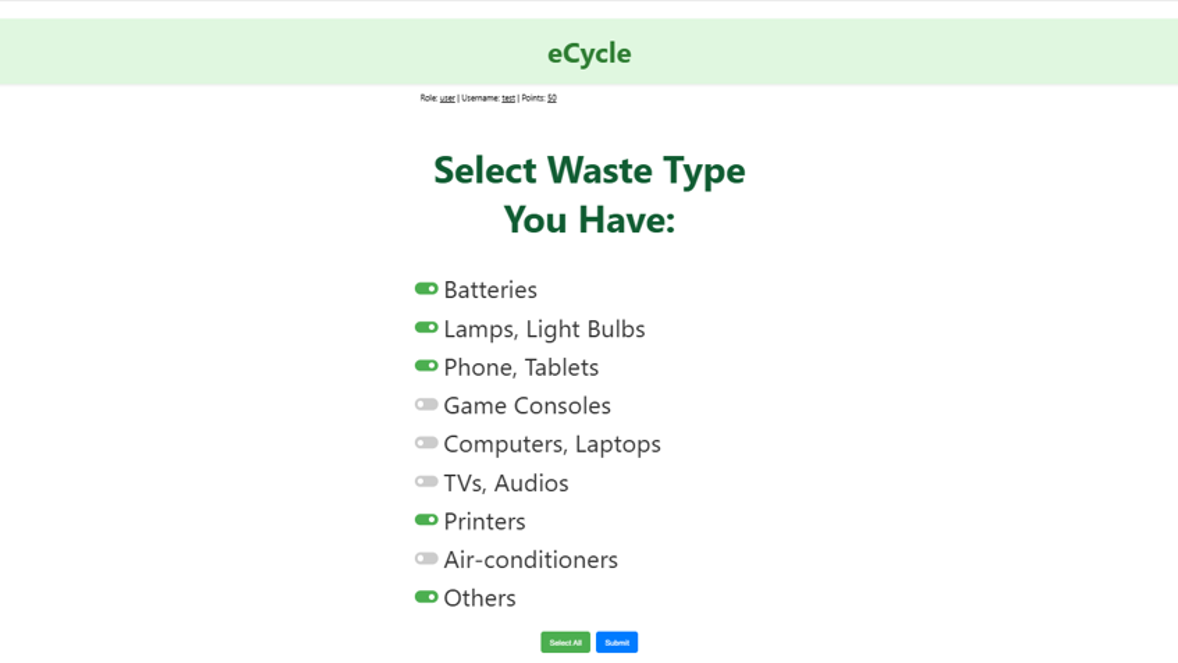 eCycle
Role: user | Username: test | Points: 50
Select Waste Type
You Have:
Batteries
Lamps, Light Bulbs
Phone, Tablets
Game Consoles
Computers, Laptops
TVs, Audios
Printers
Air-conditioners
Others
Select All Submit